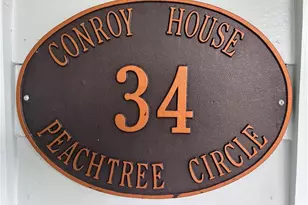 CONROY HOUSE
34
PEACHTREE CIRCLE